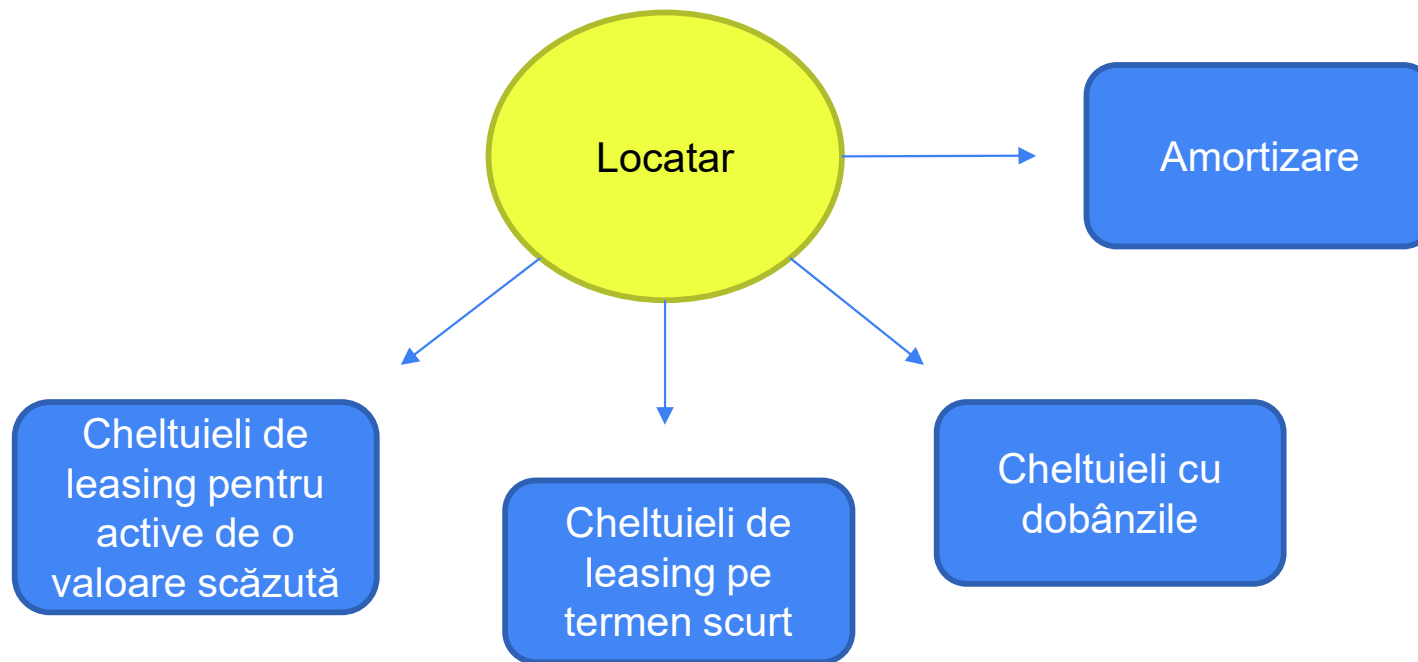 Locatar
Amortizare
Cheltuieli de
leasing pentru
active de o
valoare scăzută
Cheltuieli de
leasing pe
termen scurt
Cheltuieli cu
dobânzile